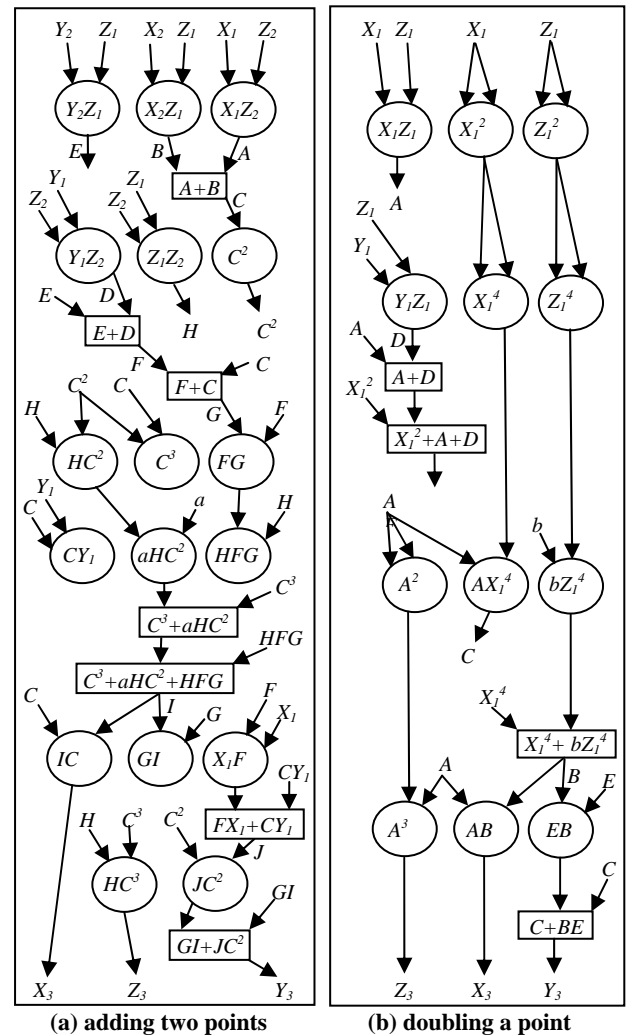 Y₂ Z₁ X₂ Z₁ X₁ Z₂
Y₂Z₁ X₂Z₁ X₁Z₂
E B A
A+B
Y₁ Z₁ C
Z₂ Z₂
Y₁Z₂ Z₁Z₂ C²
E D H C²
E+D
F C
F+C
C² C G
H F
HC² C³ FG
Y₁ a H
C
CY₁ aHC² HFG
C³
C³+aHC²
HFG
C³+aHC²+HFG
C I G F X₁
IC GI X₁F
CY₁
FX₁+CY₁
H C³ C² J
HC³ JC²
GI
GI+JC²
X₃ Z₃ Y₃
(a) adding two points
X₁ Z₁ X₁ Z₁
X₁Z₁ X₁² Z₁²
A
Z₁
Y₁
Y₁Z₁ X₁⁴ Z₁⁴
D
A
A+D
X₁²
X₁²+A+D
A b
A² AX₁⁴ bZ₁⁴
C
X₁⁴
X₁⁴+ bZ₁⁴
A B E
A³ AB EB
C
C+BE
Z₃ X₃ Y₃
(b) doubling a point